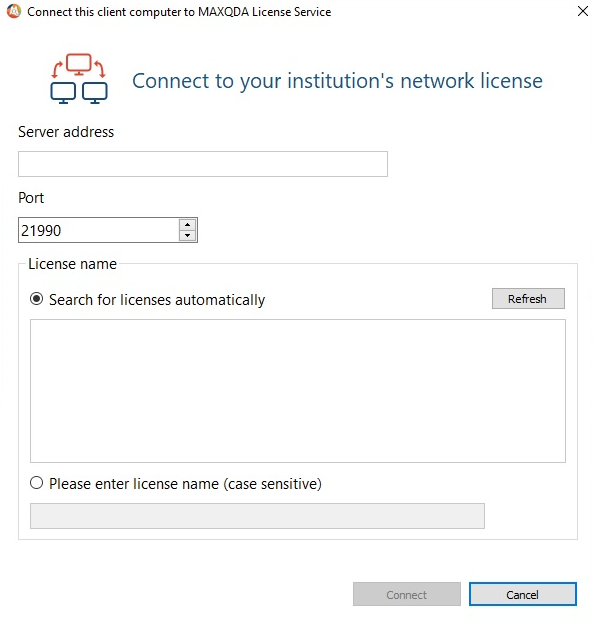 Connect this client computer to MAXQDA License Service
Connect to your institution's network license
Server address
Port
21990
License name
Search for licenses automatically
Refresh
Please enter license name (case sensitive)
Connect
Cancel